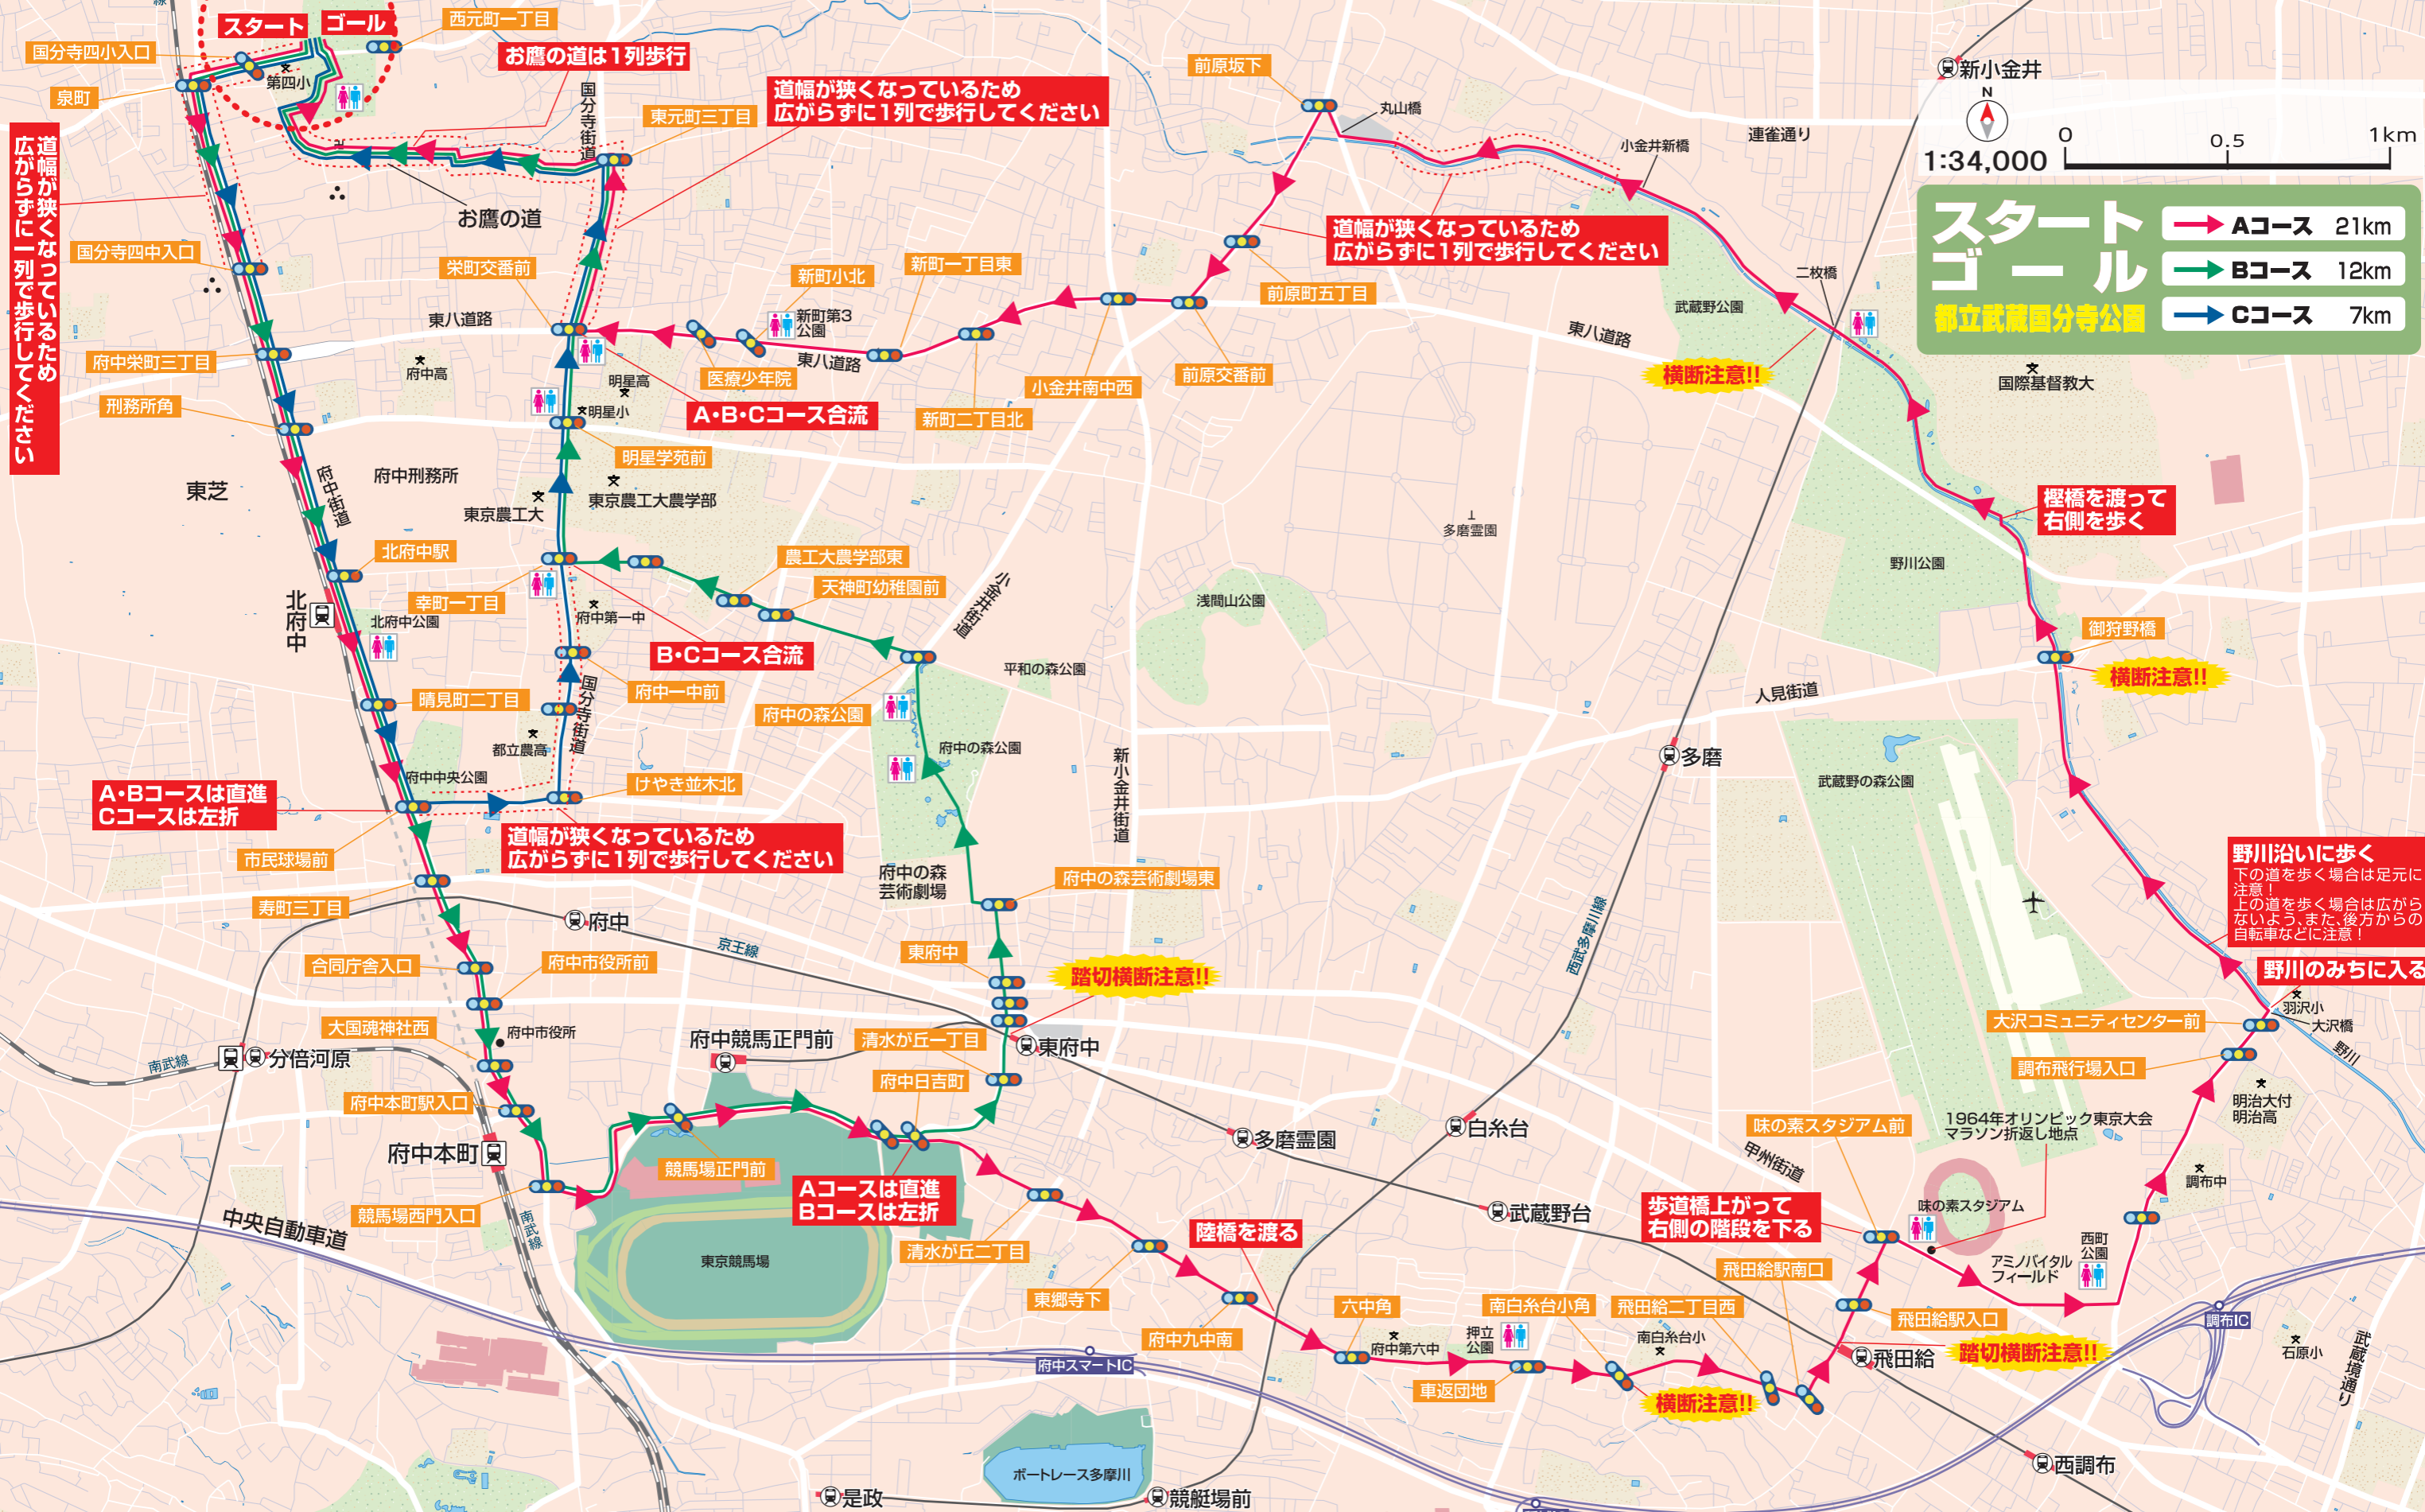 スタート
ゴール
西元町一丁目
国分寺四小入口
泉町
第四小
お鷹の道は1列歩行
国分寺街道
東元町三丁目
道幅が狭くなっているため
広がらずに1列で歩行してください
前原坂下
丸山橋
小金井新橋
連雀通り
新小金井
N
1:34,000
0
0.5
1km
スタート
ゴール
都立武蔵国分寺公園
Aコース 21km
Bコース 12km
Cコース 7km
道幅が狭くなっているため
広がらずに一列で歩行してください
お鷹の道
国分寺四中入口
栄町交番前
新町小北
新町第3
公園
新町一丁目東
道幅が狭くなっているため
広がらずに1列で歩行してください
前原町五丁目
二枚橋
武蔵野公園
東八道路
東八道路
東八道路
府中栄町三丁目
府中高
刑務所角
明星高
明星小
医療少年院
A・B・Cコース合流
新町二丁目北
小金井南中西
前原交番前
横断注意!!
国際基督教大
明星学苑前
東芝
府中街道
府中刑務所
東京農工大
東京農工大農学部
多磨霊園
樫橋を渡って
右側を歩く
野川公園
北府中駅
北府中
北府中公園
幸町一丁目
府中第一中
農工大農学部東
天神町幼稚園前
小金井街道
浅間山公園
B・Cコース合流
府中一中前
平和の森公園
府中の森公園
府中の森公園
御狩野橋
横断注意!!
人見街道
晴見町二丁目
国分寺街道
都立農高
新小金井街道
多磨
武蔵野の森公園
A・Bコースは直進
Cコースは左折
府中中央公園
けやき並木北
市民球場前
道幅が狭くなっているため
広がらずに1列で歩行してください
府中の森
芸術劇場
府中の森芸術劇場東
寿町三丁目
府中
京王線
西武多摩川線
野川沿いに歩く
下の道を歩く場合は足元に
注意!
上の道を歩く場合は広がら
ないよう、また、後方からの
自転車などに注意!
野川のみちに入る
羽沢小
大沢橋
野川
合同庁舎入口
府中市役所前
東府中
踏切横断注意!!
大国魂神社西
府中市役所
府中競馬正門前
清水が丘一丁目
東府中
大沢コミュニティセンター前
調布飛行場入口
南武線
分倍河原
府中日吉町
府中本町駅入口
府中本町
多磨霊園
白糸台
味の素スタジアム前
1964年オリンピック東京大会
マラソン折返し地点
明治大付
明治高
甲州街道
競馬場正門前
Aコースは直進
Bコースは左折
調布中
競馬場西門入口
中央自動車道
南武線
東京競馬場
清水が丘二丁目
陸橋を渡る
武蔵野台
歩道橋上がって
右側の階段を下る
味の素スタジアム
アミノバイタル
フィールド
西町
公園
東郷寺下
府中九中南
六中角
府中第六中
押立
公園
南白糸台小角
飛田給二丁目西
飛田給駅南口
飛田給駅入口
南白糸台小
飛田給
踏切横断注意!!
調布IC
石原小
武蔵境通り
府中スマートIC
車返団地
横断注意!!
ボートレース多摩川
是政
競艇場前
西調布